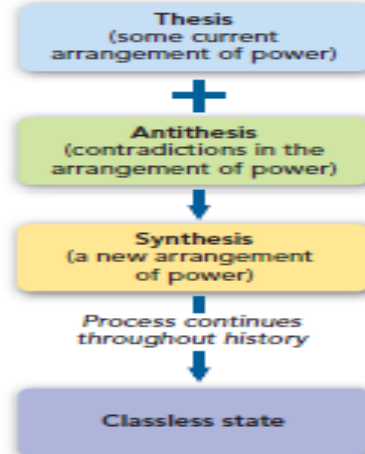 Thesis
(some current
arrangement of power)
+
Antithesis
(contradictions in the
arrangement of power)
Synthesis
(a new arrangement
of power)
Process continues
throughout history
Classless state